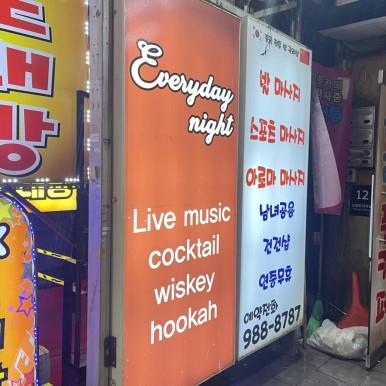 Everyday
night
Live music
cocktail
wiskey
hookah
발 마사지
스포츠 마사지
아로마 마사지
남녀공용
건전샵
연중무휴
예약전화
988-8787
12